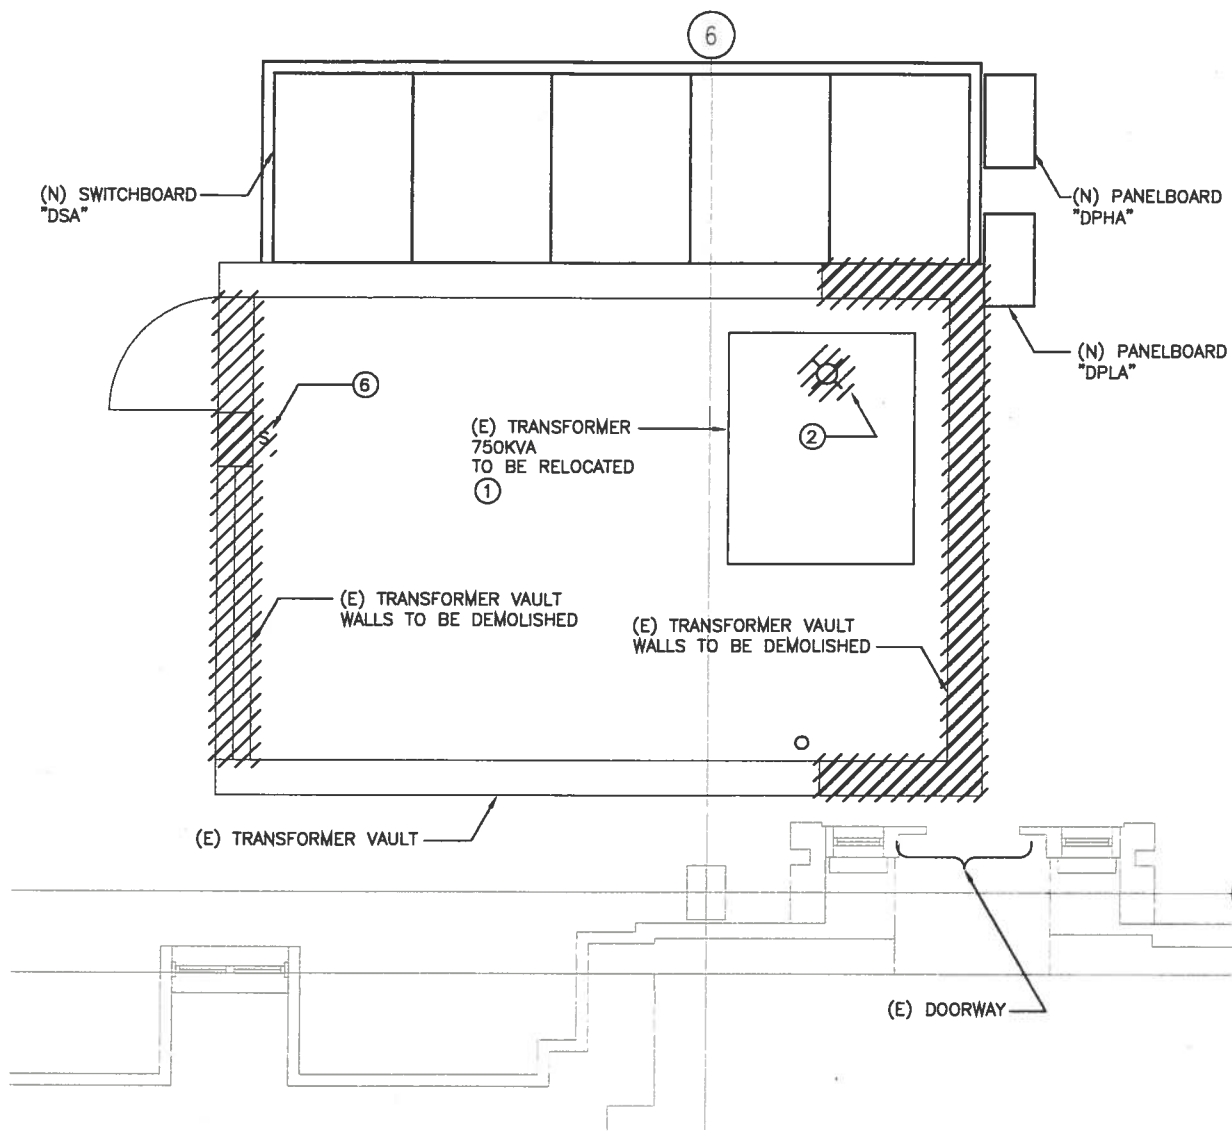 6
(N) SWITCHBOARD
"DSA"
(N) PANELBOARD
"DPHA"
(N) PANELBOARD
"DPLA"
6
S
(E) TRANSFORMER
750KVA
TO BE RELOCATED
1
2
(E) TRANSFORMER VAULT
WALLS TO BE DEMOLISHED
(E) TRANSFORMER VAULT
WALLS TO BE DEMOLISHED
(E) TRANSFORMER VAULT
(E) DOORWAY